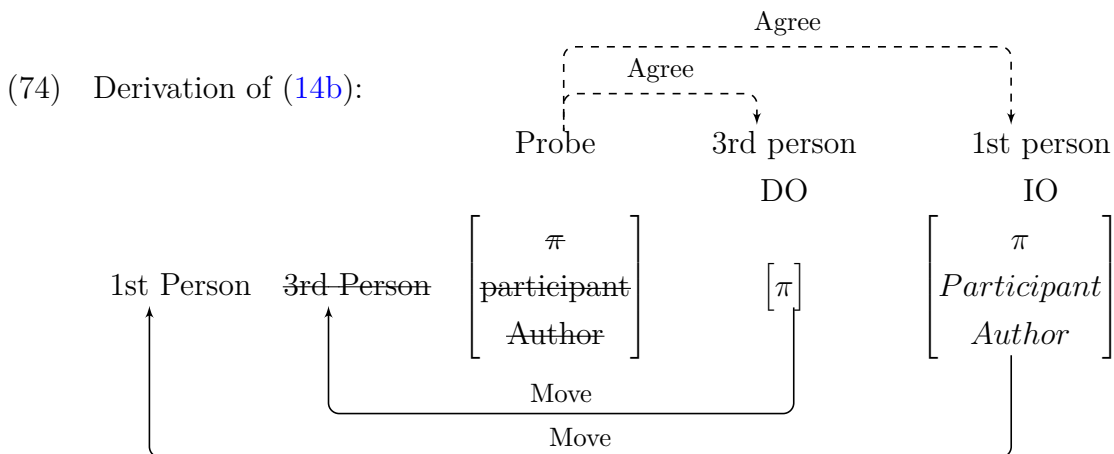 Agree
Agree
(74) Derivation of (14b):
Probe 3rd person 1st person
DO IO
π π
1st Person 3rd Person participant [π] Participant
Author Author
Move
Move